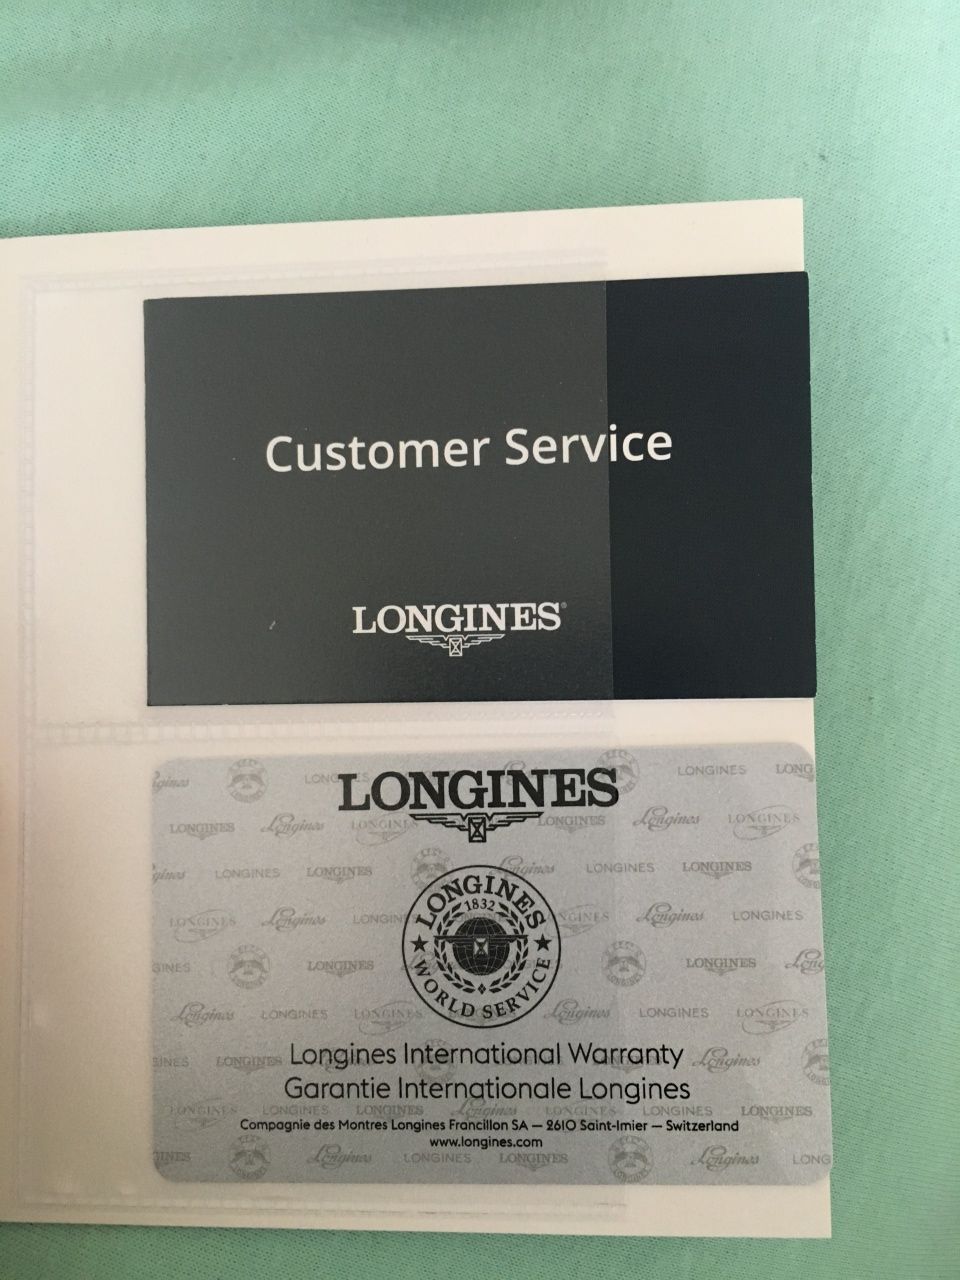 Customer Service
LONGINES®
LONGINES
LONGINES
1832
WORLD SERVICE
Longines International Warranty
Garantie Internationale Longines
Compagnie des Montres Longines Francillon SA — 2610 Saint-Imier — Switzerland
www.longines.com